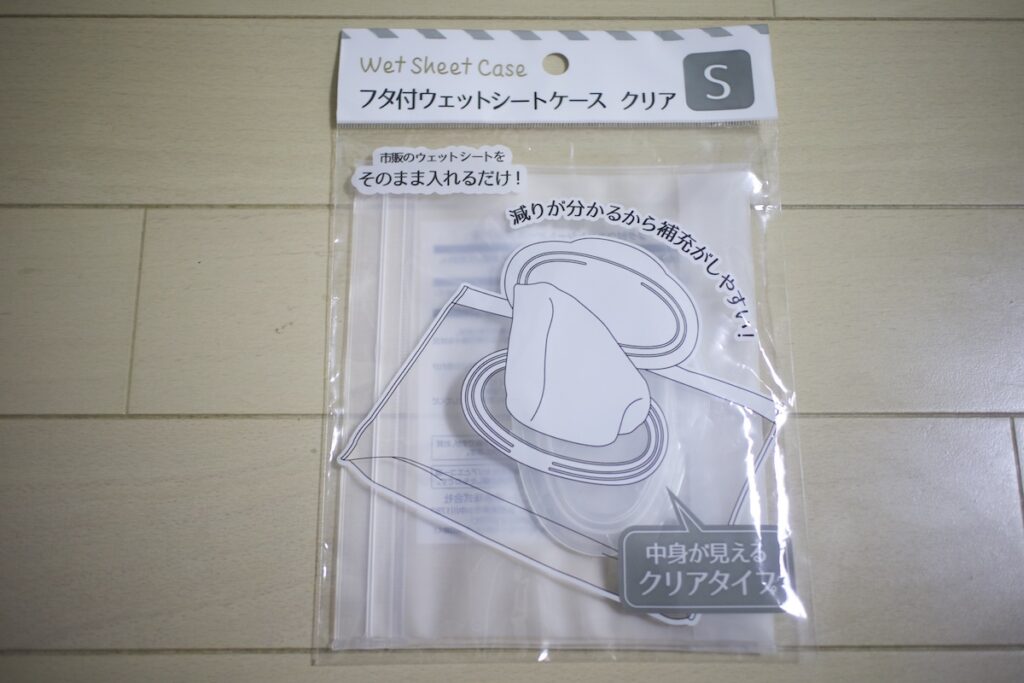 Wet Sheet Case
フタ付ウェットシートケース クリア
S
市販のウェットシートを
そのまま入れるだけ!
減りが分かるから補充がしやすい!
中身が見える
クリアタイプ